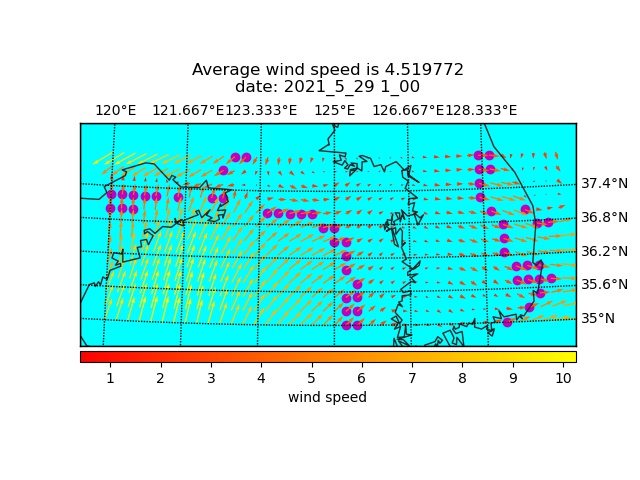 Average wind speed is 4.519772
date: 2021_5_29 1_00
120°E 121.667°E 123.333°E 125°E 126.667°E 128.333°E
37.4°N
36.8°N
36.2°N
35.6°N
35°N
1 2 3 4 5 6 7 8 9 10
wind speed